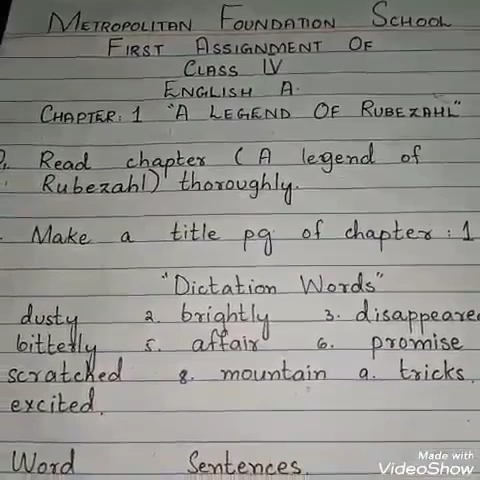 METROPOLITAN FOUNDATION SCHOOL
FIRST ASSIGNMENT OF
CLASS IV
ENGLISH A.
CHAPTER: 1 "A LEGEND OF RUBEZAHL"
Read chapter (A legend of
Rubezahl) thoroughly.
Make a title pg of chapter : 1
"Dictation Words"
dusty 2. brightly 3. disappeared
bitterly 5. affair 6. promise
scratched 8. mountain 9. tricks
excited.
Word Sentences.
Made with
VideoShow